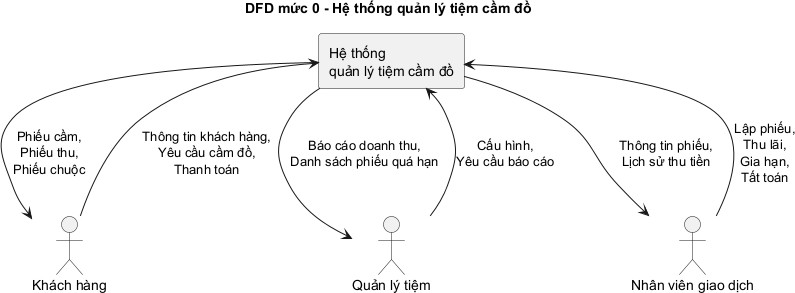 DFD mức 0 - Hệ thống quản lý tiệm cầm đồ
Hệ thống
quản lý tiệm cầm đồ
Phiếu cầm,
Phiếu thu,
Phiếu chuộc
Thông tin khách hàng,
Yêu cầu cầm đồ,
Thanh toán
Báo cáo doanh thu,
Danh sách phiếu quá hạn
Cấu hình,
Yêu cầu báo cáo
Thông tin phiếu,
Lịch sử thu tiền
Lập phiếu,
Thu lãi,
Gia hạn,
Tất toán
Khách hàng
Quản lý tiệm
Nhân viên giao dịch